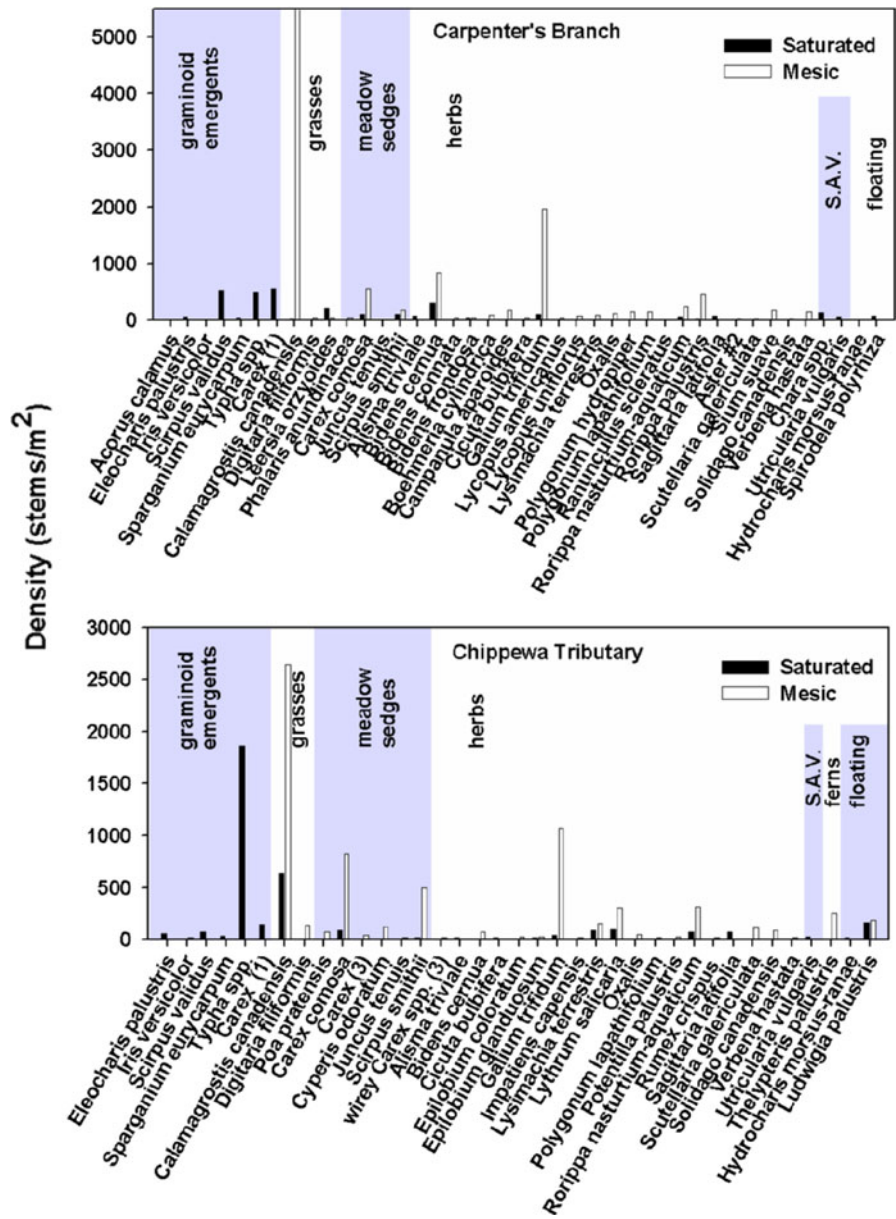 Density (stems/m²)
Carpenter's Branch
Saturated
Mesic
graminoid
emergents
grasses
meadow
sedges
herbs
S.A.V.
floating
5500
5000
4000
3000
2000
1000
0
Acorus calamus
Eleocharis palustris
Iris verscolor
Scirpus validus
Sparganium eurycarpum
Typha spp.
Carex (1)
Calamagrostis canadensis
Digitaria filiformis
Leersia orzyoides
Phalaris arundinacea
Carex comosa
Juncus tenuis
Scirpus smithii
Alisma triviale
Bidens cernua
Bidens connata
Bidens frondosa
Boehmeria cylindrica
Campanula aparoides
Cicuta bulbifera
Galium trifidum
Lycopus americanus
Lycopus uniflorus
Lysimachia terrestris
Oxalis
Polygonum hydropiper
Polygonum lapathifolium
Ranunculus scleratus
Rorippa nasturtium-aquaticum
Rorippa palustris
Sagittaria latifolia
Aster #2
Scutellaria galericulata
Sium suave
Solidago canadensis
Verbena hastata
Chara spp.
Utricularia vulgaris
Hydrocharis morsus-ranae
Spirodela polyrhiza
Chippewa Tributary
Saturated
Mesic
graminoid
emergents
grasses
meadow
sedges
herbs
S.A.V.
ferns
floating
3000
2500
2000
1500
1000
500
0
Eleocharis palustris
Iris versicolor
Scirpus validus
Sparganium eurycarpum
Typha spp.
Carex (1)
Calamagrostis canadensis
Digitaria filiformis
Poa pratensis
Carex comosa
Carex (3)
Cyperis odoratum
Juncus tenuis
Scirpus smithii
wirey Carex spp. (3)
Alisma triviale
Bidens cernua
Cicuta bulbifera
Epilobium coloratum
Epilobium glanduosum
Galium trifidum
Impatiens capensis
Lysimachia terrestris
Lythrum salicaria
Oxalis
Polygonum lapathifolium
Potentilla palustris
Rorippa nasturtium-aquaticum
Rumex crispus
Sagittaria latifolia
Scutellaria galericulata
Solidago canadensis
Verbena hastata
Utricularia vulgaris
Thelypteris palustris
Hydrocharis morsus-ranae
Ludwigia palustris